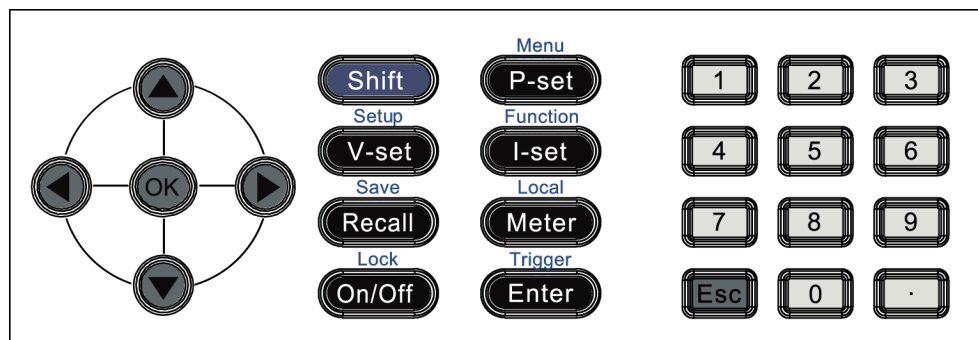 Menu
Shift P-set 1 2 3
Setup Function
V-set I-set 4 5 6
Save Local
OK
Recall Meter 7 8 9
Lock Trigger
On/Off Enter Esc 0 .